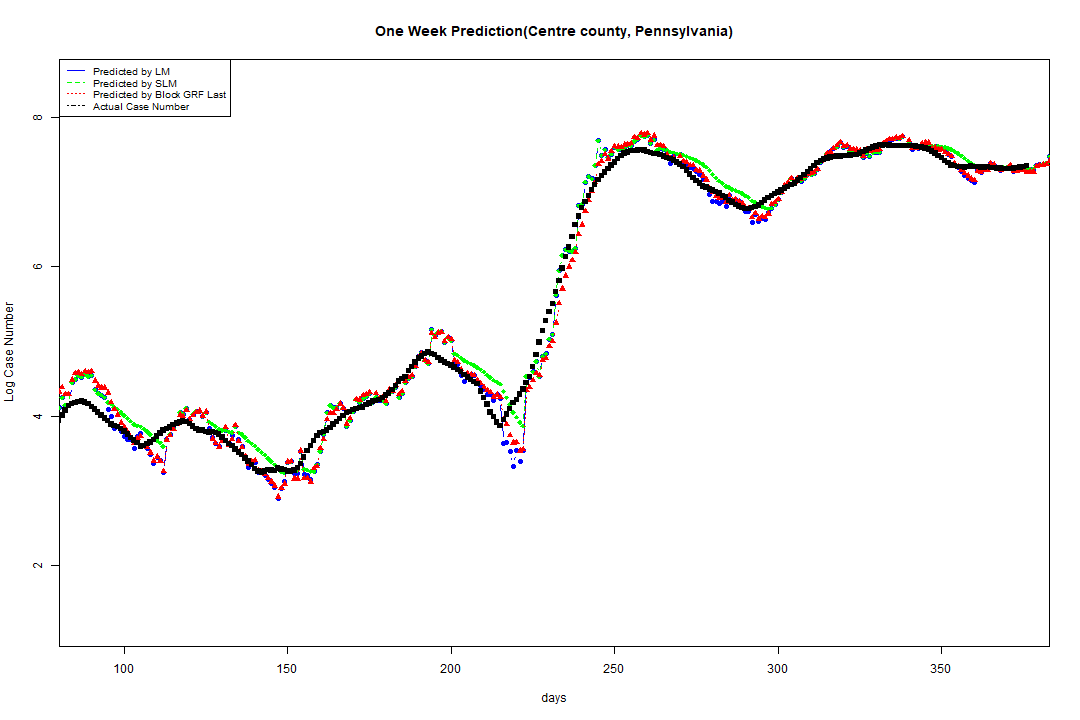 One Week Prediction(Centre county, Pennsylvania)
Predicted by LM
Predicted by SLM
Predicted by Block GRF Last
Actual Case Number
8
6
4
2
Log Case Number
100 150 200 250 300 350
days